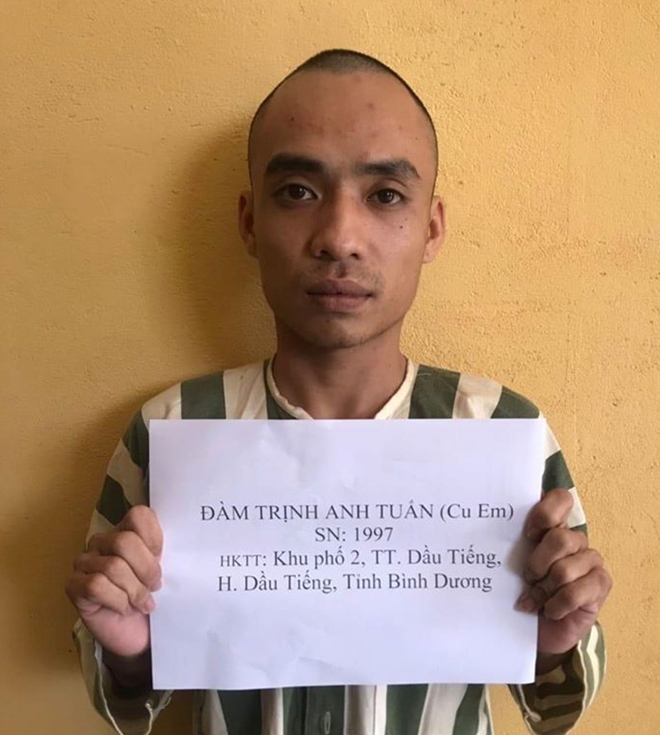 ĐÀM TRỊNH ANH TUẤN (Cu Em)
SN: 1997
HKTT: Khu phố 2, TT. Dầu Tiếng,
H. Dầu Tiếng, Tỉnh Bình Dương